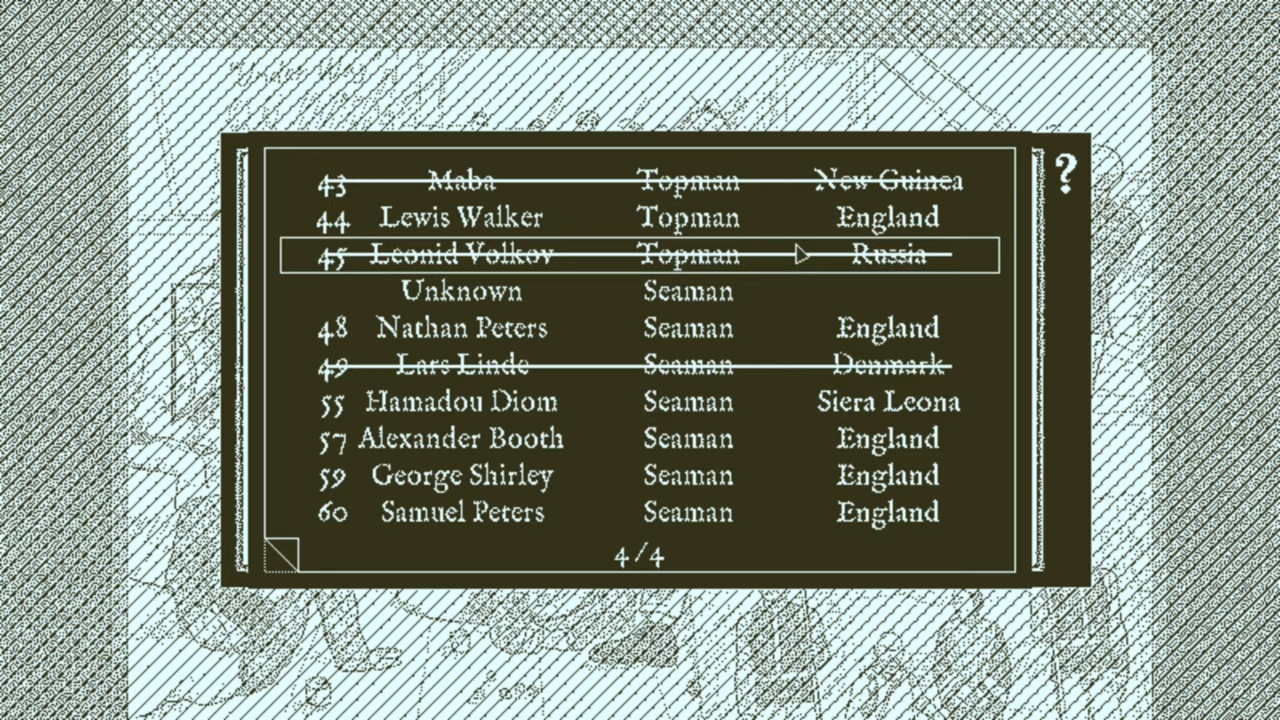 43 Maba Topman New Guinea
44 Lewis Walker Topman England
45 Leonid Volkov Topman Russia
Unknown Seaman
48 Nathan Peters Seaman England
49 Lars Linde Seaman Denmark
55 Hamadou Diom Seaman Siera Leona
57 Alexander Booth Seaman England
59 George Shirley Seaman England
60 Samuel Peters Seaman England
4/4
?